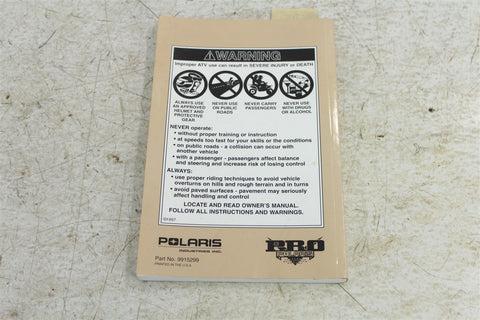 WARNING
Improper ATV use can result in SEVERE INJURY or DEATH
ALWAYS USE
AN APPROVED
HELMET AND
PROTECTIVE
GEAR
NEVER USE
ON PUBLIC
ROADS
NEVER CARRY
PASSENGERS
NEVER USE
WITH DRUGS
OR ALCOHOL
NEVER operate:
• without proper training or instruction
• at speeds too fast for your skills or the conditions
• on public roads - a collision can occur with
another vehicle
• with a passenger - passengers affect balance
and steering and increase risk of losing control
ALWAYS:
• use proper riding techniques to avoid vehicle
overturns on hills and rough terrain and in turns
• avoid paved surfaces - pavement may seriously
affect handling and control
LOCATE AND READ OWNER'S MANUAL.
FOLLOW ALL INSTRUCTIONS AND WARNINGS.
POLARIS
INDUSTRIES INC.
PRO
Part No. 9915299
PRINTED IN THE U.S.A.